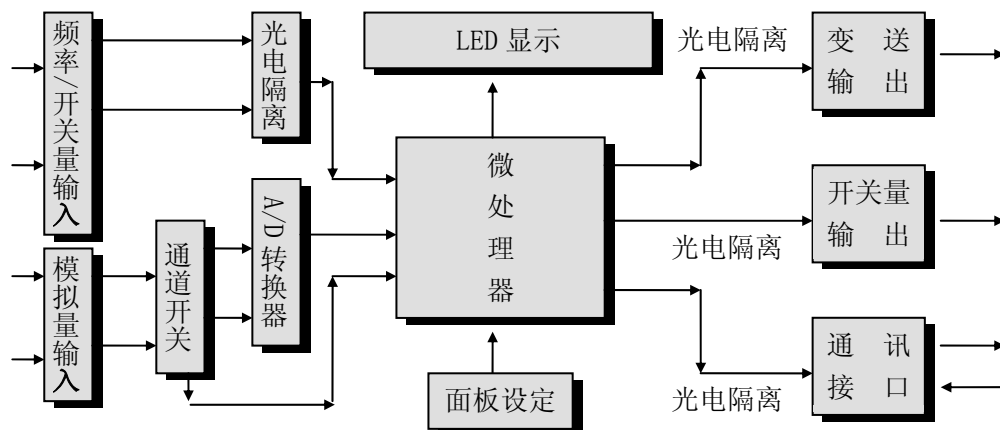 频率/开关量输入
光电隔离
LED 显示
光电隔离
变 送
输 出
微处理器
A/D转换器
开关量
输 出
光电隔离
模拟量输入
通道开关
面板设定
光电隔离
通 讯
接 口